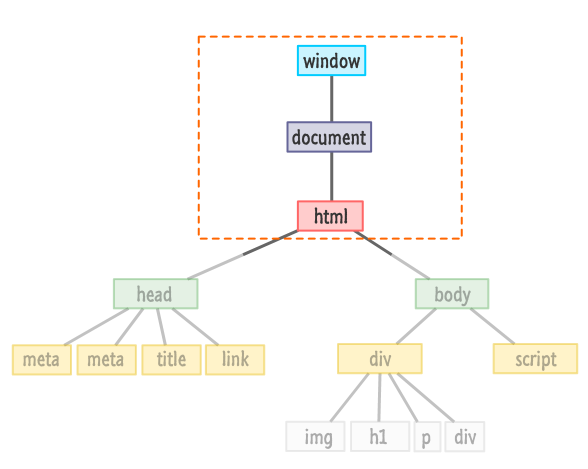 window
document
html
head
body
meta
meta
title
link
div
script
img
h1
p
div